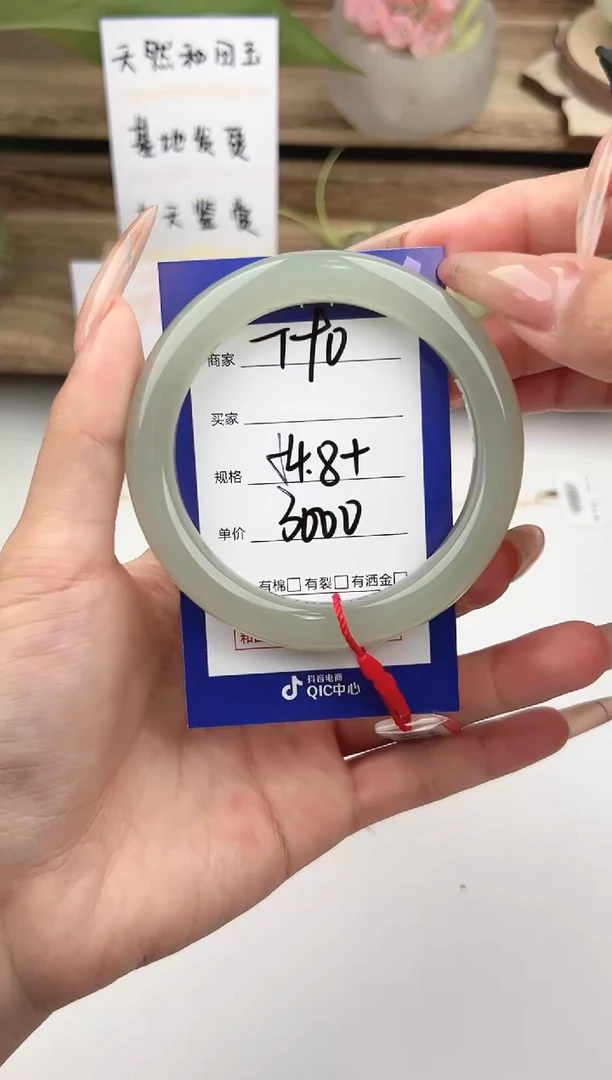 天然和田玉
基地发货
天鉴赏
商家 T40
买家
规格 54.8+
单价 3000
有棉□ 有裂□ 有洒金□
抖音电商
QIC中心